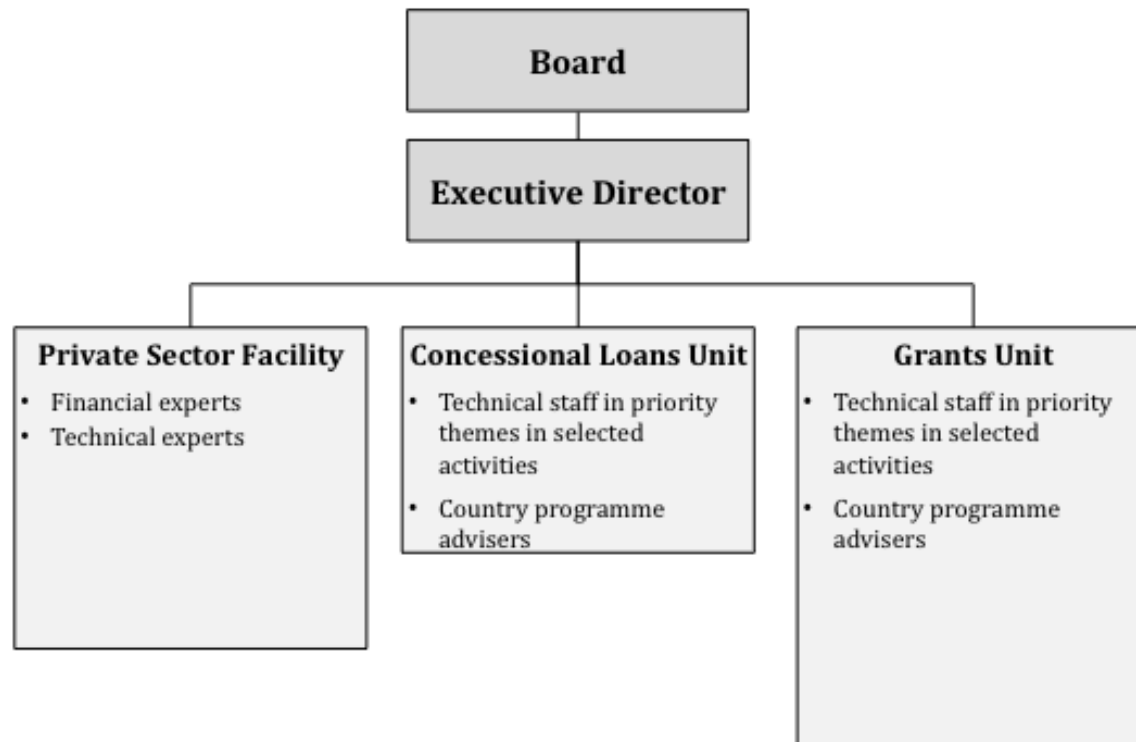 Board
Executive Director
Private Sector Facility
• Financial experts
• Technical experts
Concessional Loans Unit
• Technical staff in priority
themes in selected
activities
• Country programme
advisers
Grants Unit
• Technical staff in priority
themes in selected
activities
• Country programme
advisers